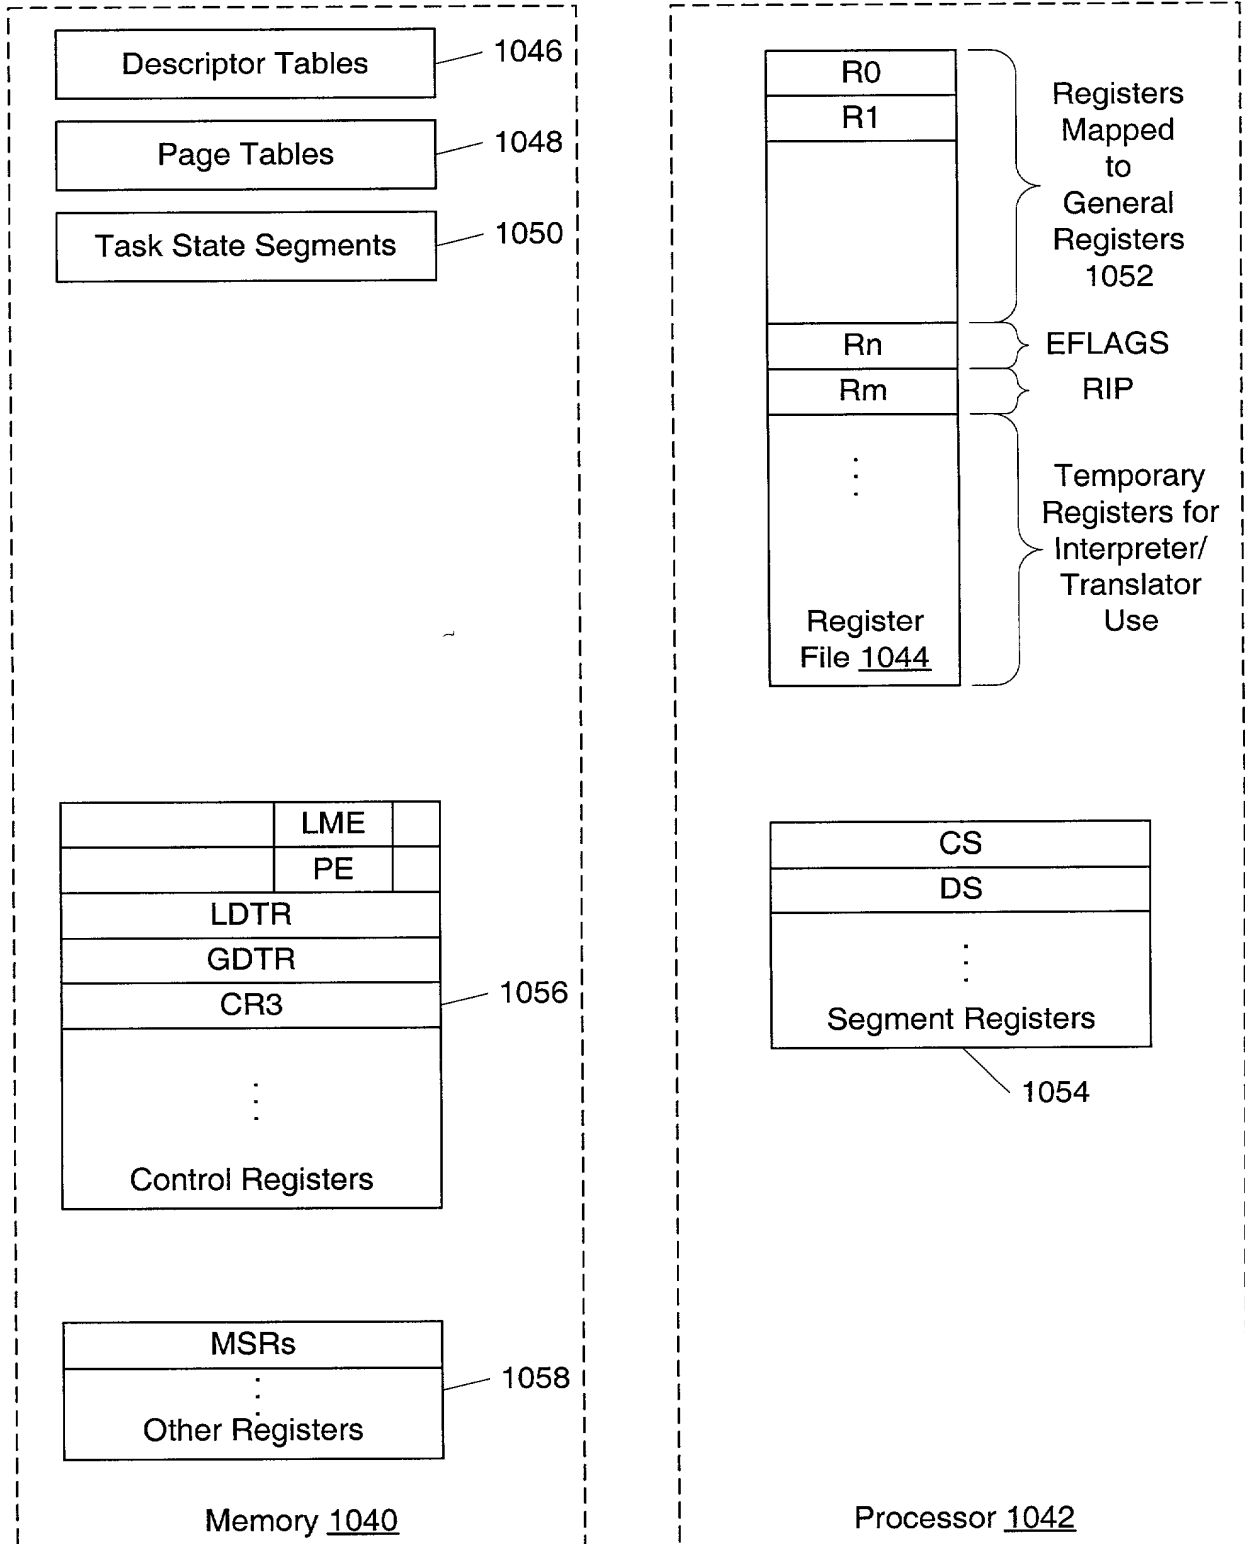 Descriptor Tables
1046
Page Tables
1048
Task State Segments
1050
LME
PE
LDTR
GDTR
CR3
1056
Control Registers
MSRs
1058
Other Registers
Memory 1040
R0
R1
Registers
Mapped
to
General
Registers
1052
Rn
EFLAGS
Rm
RIP
Temporary
Registers for
Interpreter/
Translator
Use
Register
File 1044
CS
DS
Segment Registers
1054
Processor 1042